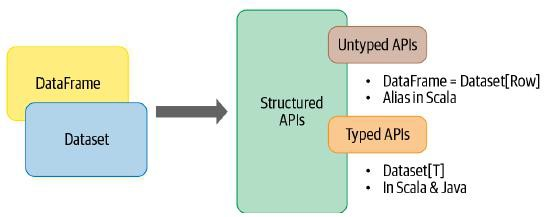 DataFrame
Dataset
Structured
APIs
Untyped APIs
• DataFrame = Dataset[Row]
• Alias in Scala
Typed APIs
• Dataset[T]
• In Scala & Java